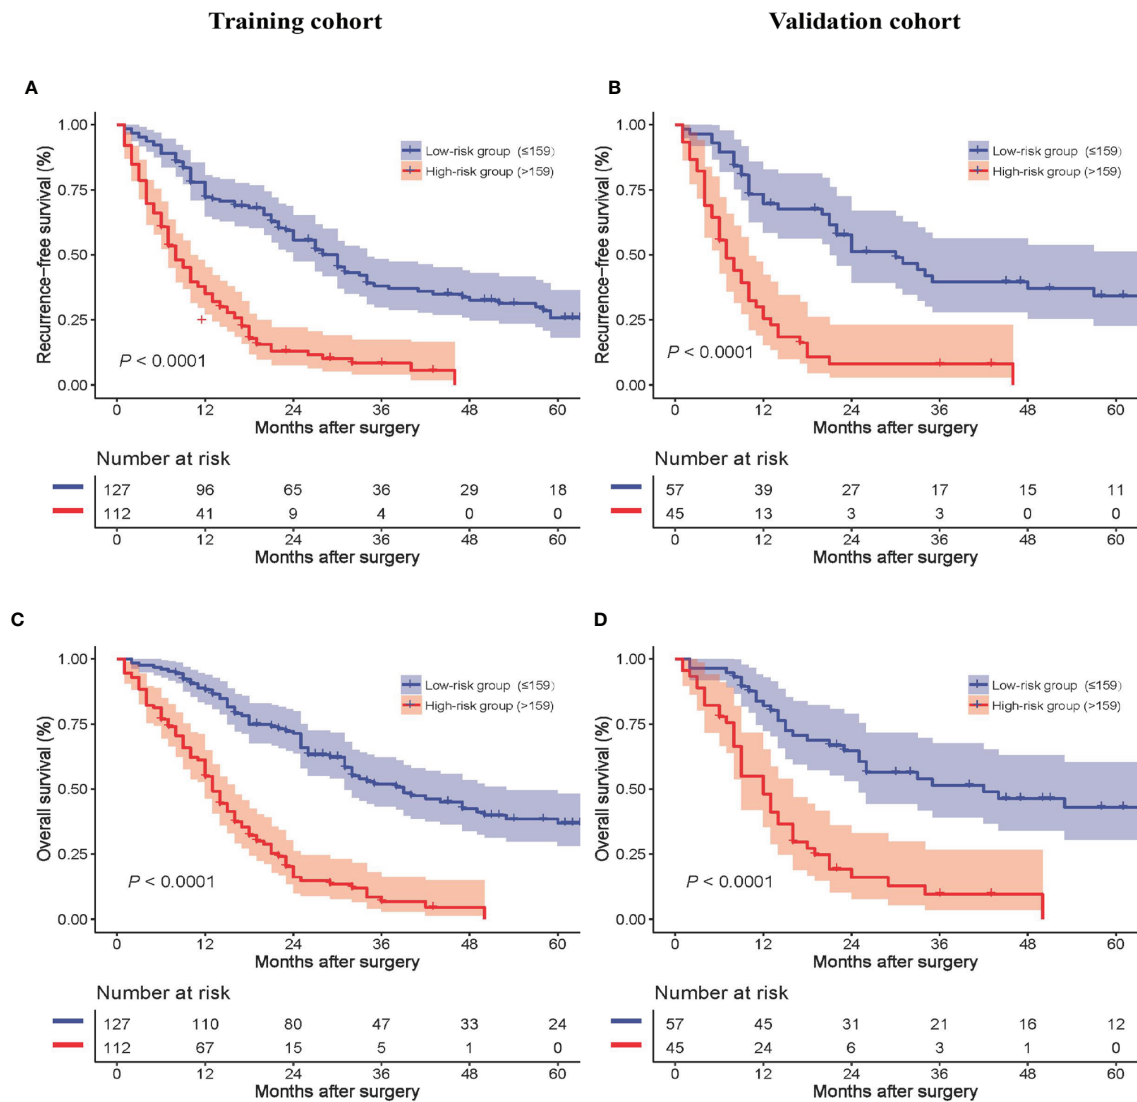 Training cohort
Validation cohort
A
Recurrence-free survival (%)
1.00
0.75
0.50
0.25
0.00
Low-risk group (≤159)
High-risk group (>159)
P < 0.0001
0 12 24 36 48 60
Months after surgery
Number at risk
127 96 65 36 29 18
112 41 9 4 0 0
0 12 24 36 48 60
Months after surgery
B
Recurrence-free survival (%)
1.00
0.75
0.50
0.25
0.00
Low-risk group (≤159)
High-risk group (>159)
P < 0.0001
0 12 24 36 48 60
Months after surgery
Number at risk
57 39 27 17 15 11
45 13 3 3 0 0
0 12 24 36 48 60
Months after surgery
C
Overall survival (%)
1.00
0.75
0.50
0.25
0.00
Low-risk group (≤159)
High-risk group (>159)
P < 0.0001
0 12 24 36 48 60
Months after surgery
Number at risk
127 110 80 47 33 24
112 67 15 5 1 0
0 12 24 36 48 60
Months after surgery
D
Overall survival (%)
1.00
0.75
0.50
0.25
0.00
Low-risk group (≤159)
High-risk group (>159)
P < 0.0001
0 12 24 36 48 60
Months after surgery
Number at risk
57 45 31 21 16 12
45 24 6 3 1 0
0 12 24 36 48 60
Months after surgery